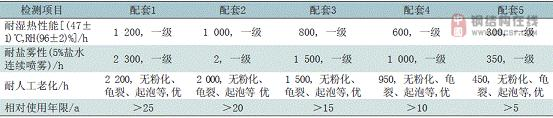 检测项目 配套1 配套2 配套3 配套4 配套5
耐湿热性能[(47±1)℃,RH(96±2)%]/h 1 200, 一级 1 000, 一级 800, 一级 600, 一级 300, 一级
耐盐雾性(5%盐水连续喷雾)/h 2 300, 一级 2, 一级 1 500, 一级 1 000, 一级 350, 一级
耐人工老化/h 2 200, 无粉化、龟裂、起泡等,优 2 000, 无粉化、龟裂、起泡等,优 1 500, 无粉化、龟裂、起泡等,优 950, 无粉化、龟裂、起泡等,优 450, 无粉化、龟裂、起泡等,优
相对使用年限/a >25 >20 >15 >10 >5
钢结构在线